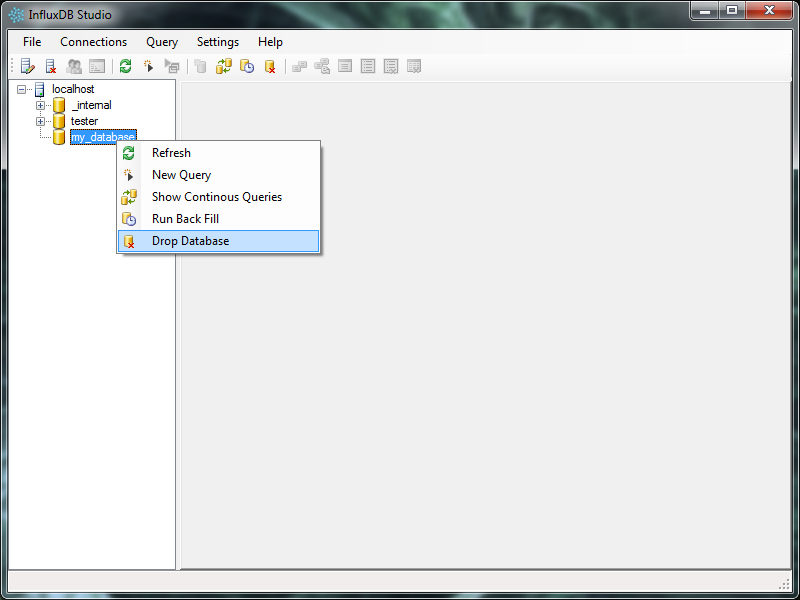 InfluxDB Studio
File Connections Query Settings Help
localhost
_internal
tester
my_database
Refresh
New Query
Show Continous Queries
Run Back Fill
Drop Database